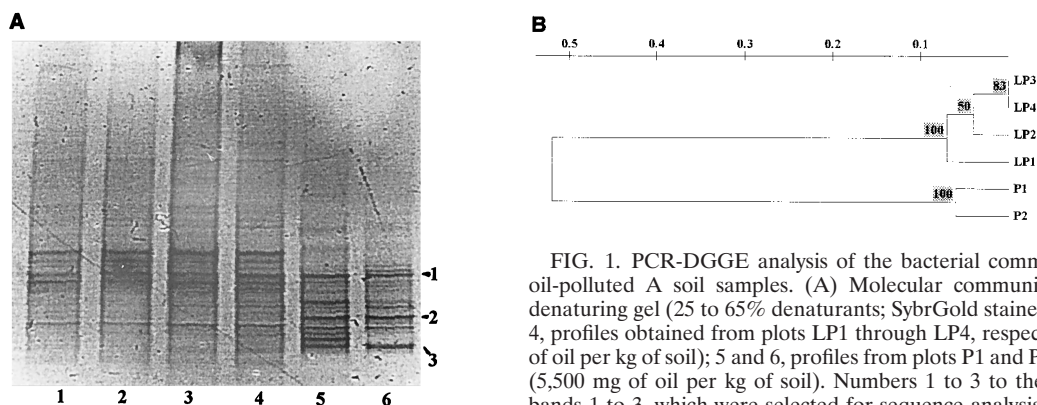 A
1
2
3
1 2 3 4 5 6
B
0.5 0.4 0.3 0.2 0.1
83 LP3
LP4
50
LP2
100
LP1
P1
100
P2
FIG. 1. PCR-DGGE analysis of the bacterial comm
oil-polluted A soil samples. (A) Molecular communi
denaturing gel (25 to 65% denaturants; SybrGold staine
4, profiles obtained from plots LP1 through LP4, respec
of oil per kg of soil); 5 and 6, profiles from plots P1 and P
(5,500 mg of oil per kg of soil). Numbers 1 to 3 to the
bands 1 to 3, which were selected for sequence analysis